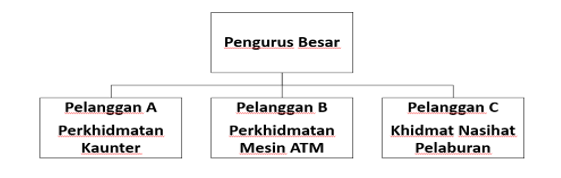 Pengurus Besar
Pelanggan A
Perkhidmatan
Kaunter
Pelanggan B
Perkhidmatan
Mesin ATM
Pelanggan C
Khidmat Nasihat
Pelaburan